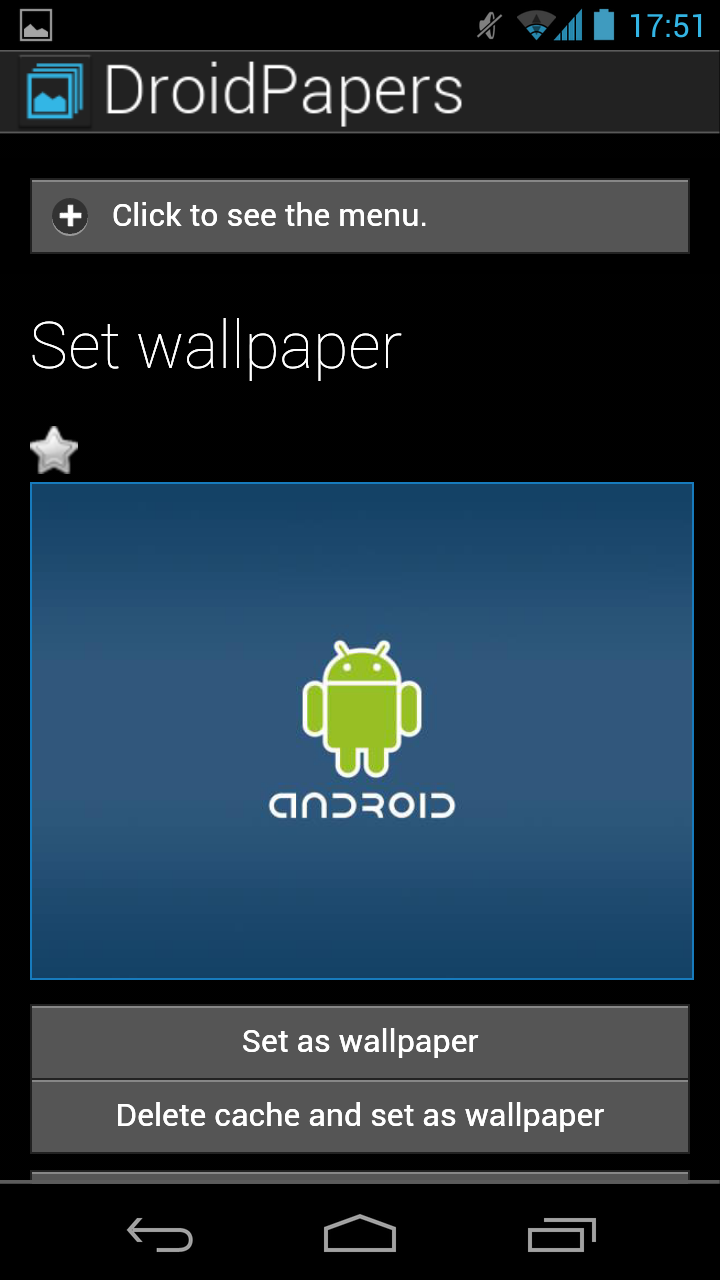 17:51
DroidPapers
Click to see the menu.
Set wallpaper
ANDROID
Set as wallpaper
Delete cache and set as wallpaper